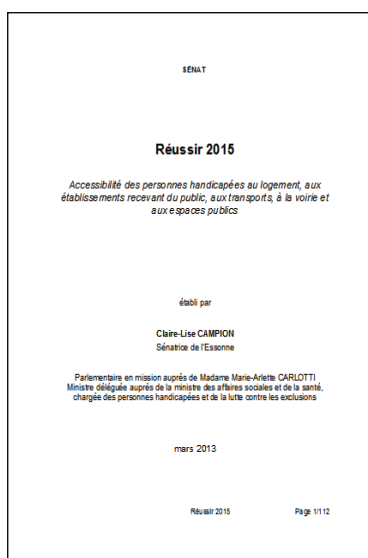 SÉNAT
Réussir 2015
Accessibilité des personnes handicapées au logement, aux
établissements recevant du public, aux transports, à la voirie et
aux espaces publics
établi par
Claire-Lise CAMPION
Sénatrice de l'Essonne
Parlementaire en mission auprès de Madame Marie-Arlette CARLOTTI
Ministre déléguée auprès de la ministre des affaires sociales et de la santé,
chargée des personnes handicapées et de la lutte contre les exclusions
mars 2013
Réussir 2015 Page 1/112